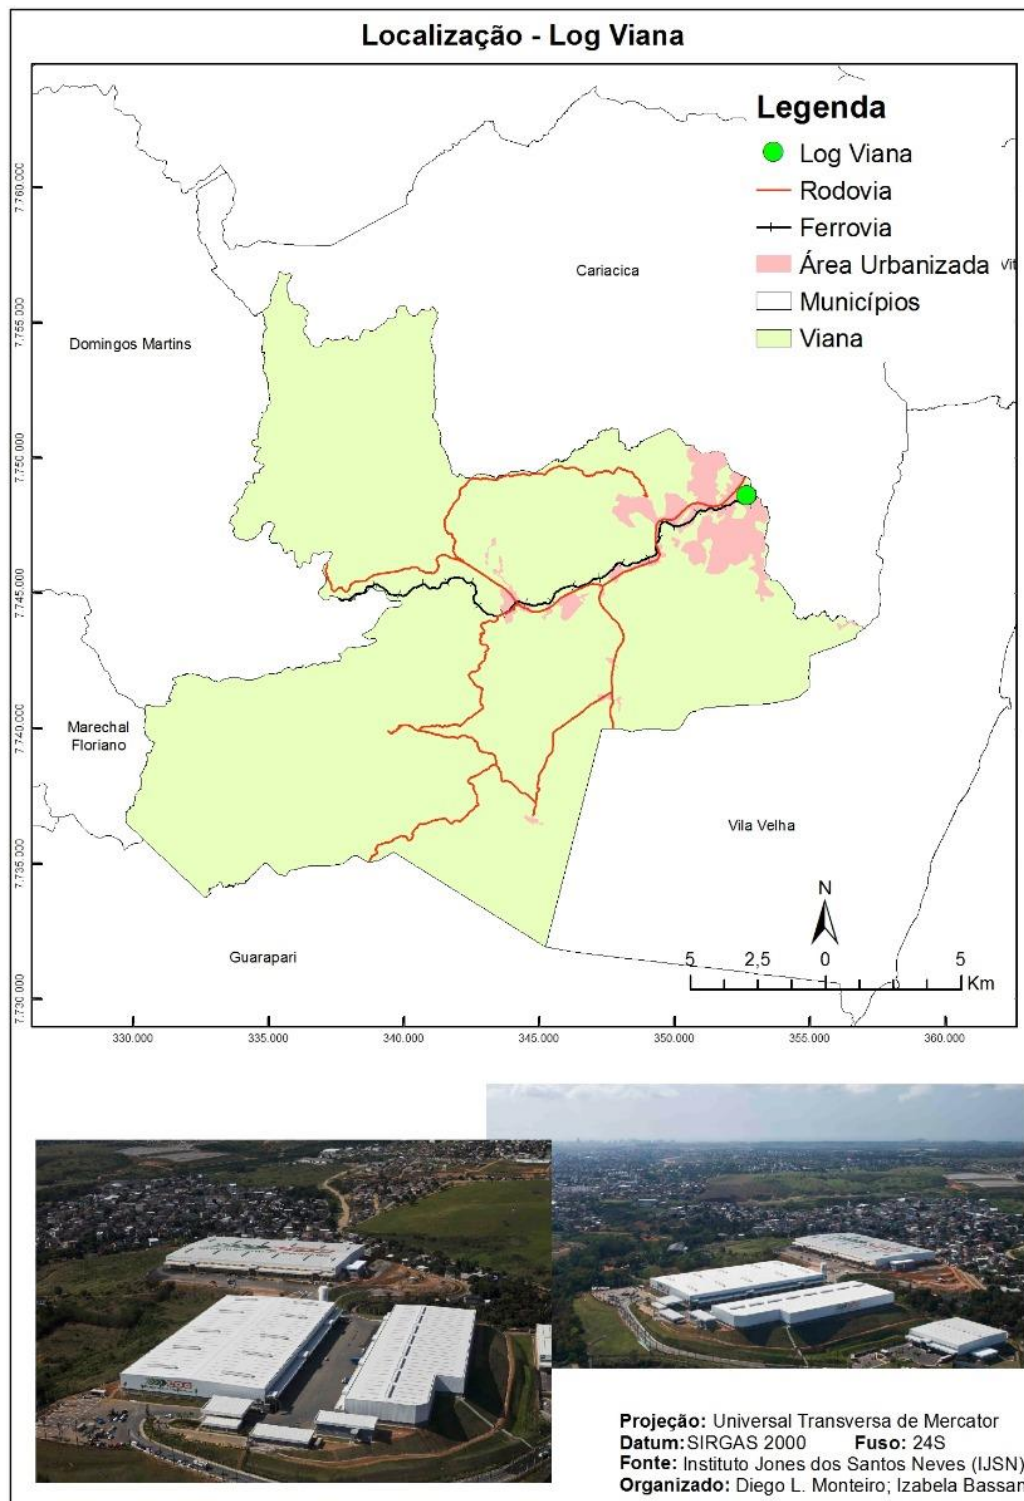 Localização - Log Viana
Legenda
Log Viana
Rodovia
Ferrovia
Área Urbanizada
Municípios
Viana
Cariacica
Vit
Domingos Martins
Marechal
Floriano
Vila Velha
Guarapari
N
5 2,5 0 5
Km
7.760.000
7.755.000
7.750.000
7.745.000
7.740.000
7.735.000
7.730.000
330.000 335.000 340.000 345.000 350.000 355.000 360.000
Projeção: Universal Transversa de Mercator
Datum:SIRGAS 2000 Fuso: 24S
Fonte: Instituto Jones dos Santos Neves (IJSN)
Organizado: Diego L. Monteiro; Izabela Bassan